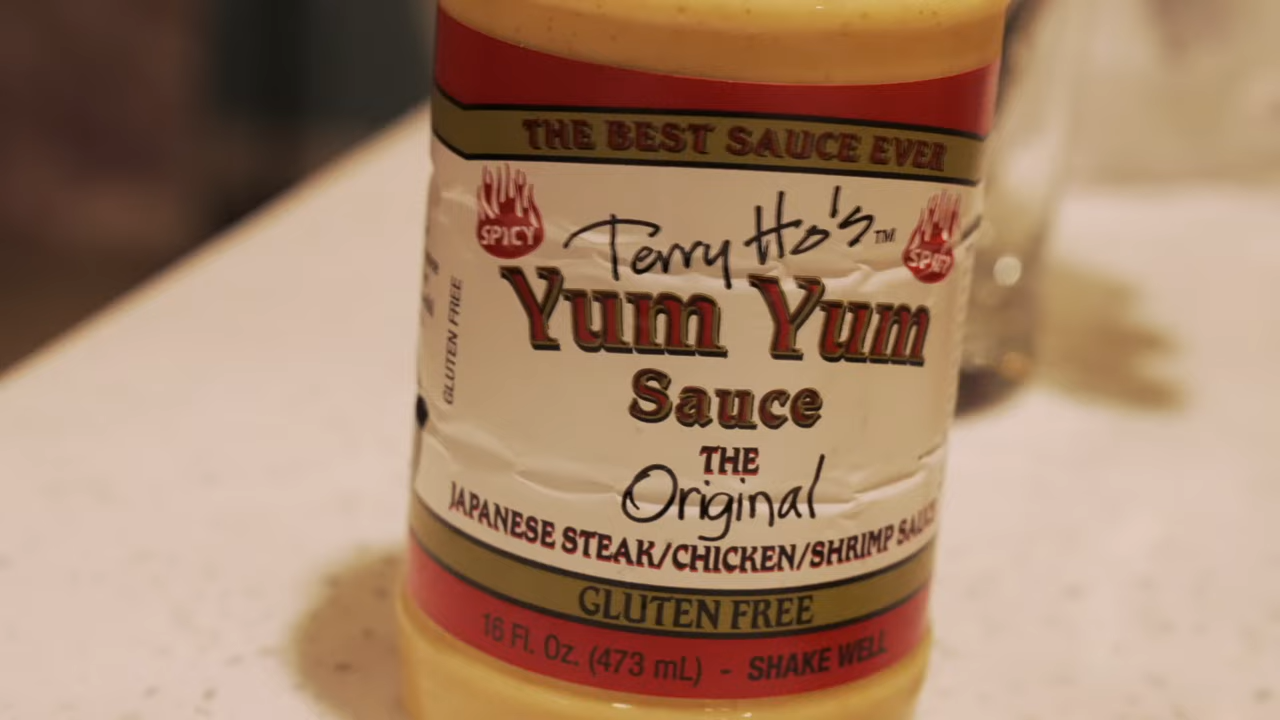 THE BEST SAUCE EVER
SPICY
Terry Ho's™
SPICY
Yum Yum
Sauce
THE
Original
JAPANESE STEAK/CHICKEN/SHRIMP SAUCE
GLUTEN FREE
16 Fl. Oz. (473 mL) - SHAKE WELL
GLUTEN FREE